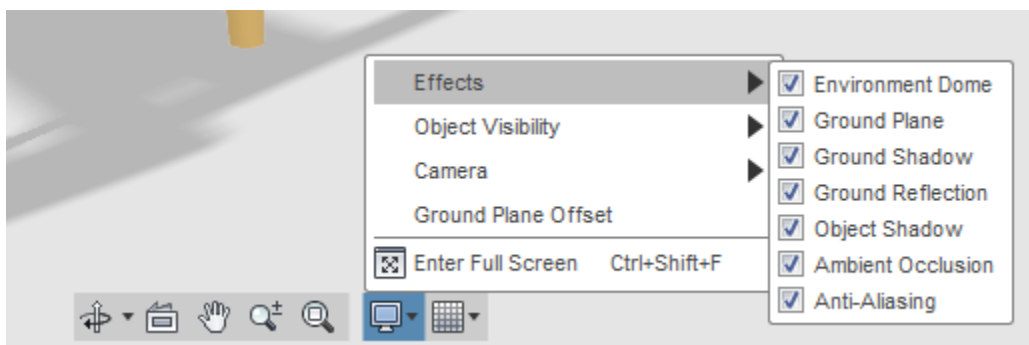 Effects
Object Visibility
Camera
Ground Plane Offset
Enter Full Screen Ctrl+Shift+F
Environment Dome
Ground Plane
Ground Shadow
Ground Reflection
Object Shadow
Ambient Occlusion
Anti-Aliasing